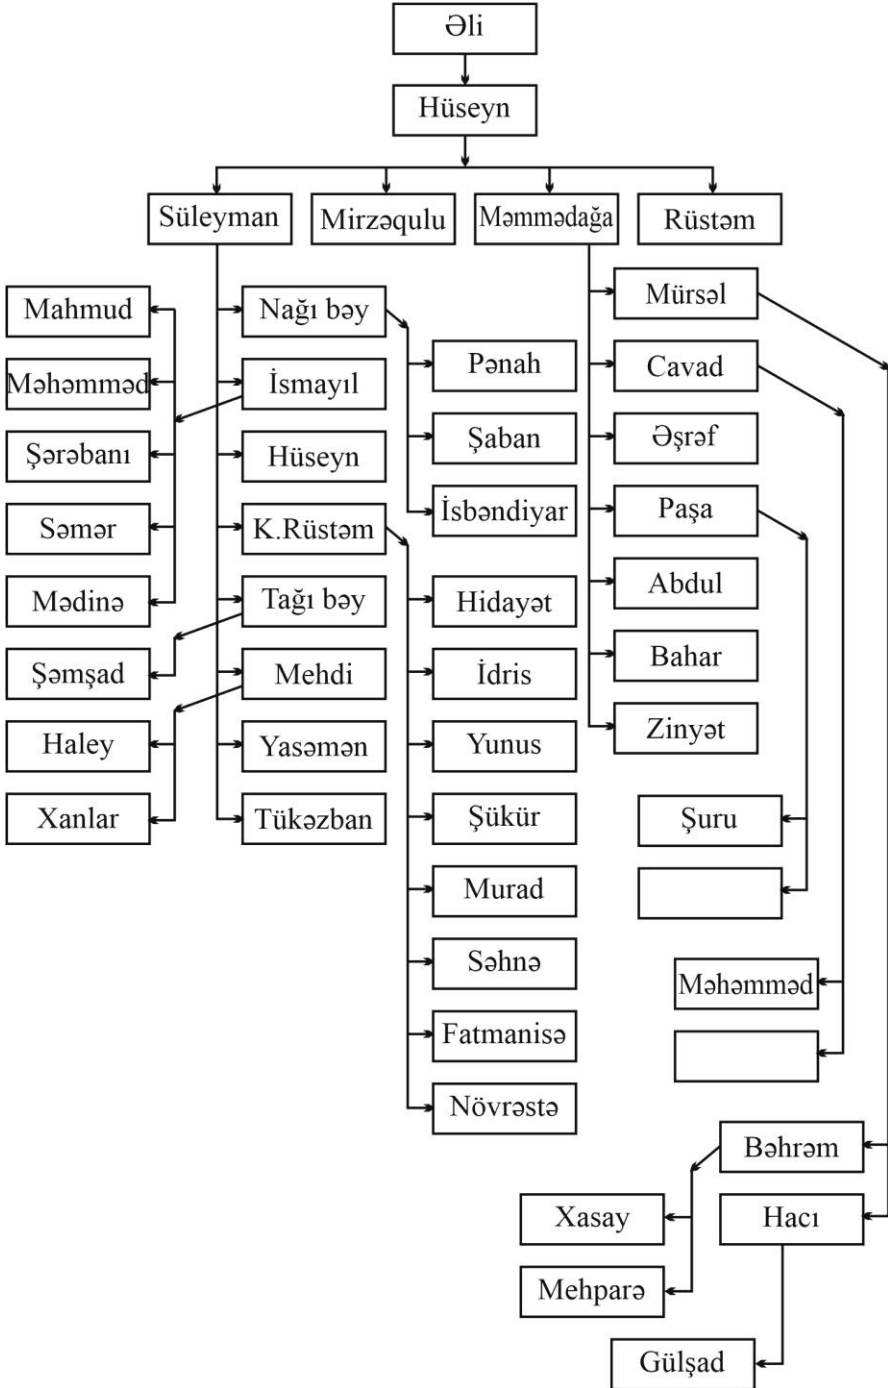 Əli
Hüseyn
Süleyman
Mirzəqulu
Məmmədağa
Rüstəm
Mahmud
Məhəmməd
Şərəbanı
Səmər
Mədinə
Şəmşad
Haley
Xanlar
Nağı bəy
İsmayıl
Hüseyn
K.Rüstəm
Tağı bəy
Mehdi
Yasəmən
Tükəzban
Pənah
Şaban
İsbəndiyar
Hidayət
İdris
Yunus
Şükür
Murad
Səhnə
Fatmanisə
Növrəstə
Mürsəl
Cavad
Əşrəf
Paşa
Abdul
Bahar
Zinyət
Şuru
Məhəmməd
Bəhrəm
Hacı
Xasay
Mehparə
Gülşad